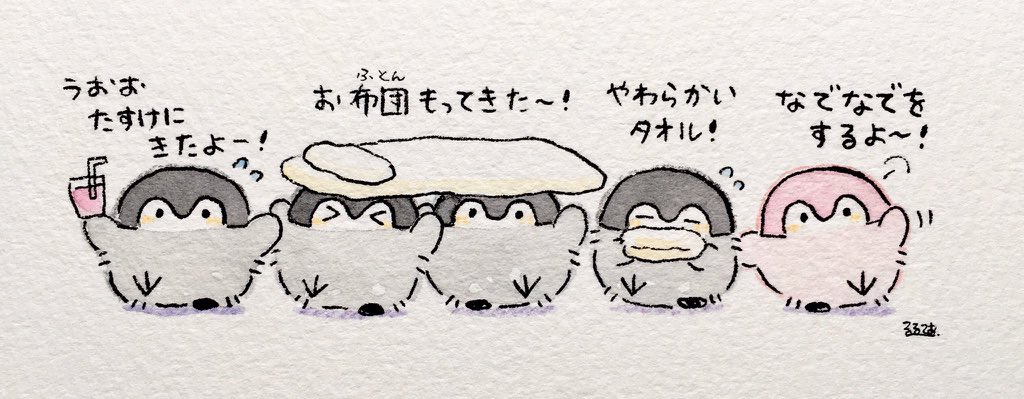 うおお
たすけに
きたよー!
ふとん
お布団もってきた〜!
やわらかい
タオル!
なでなでを
するよ〜!
るるてあ